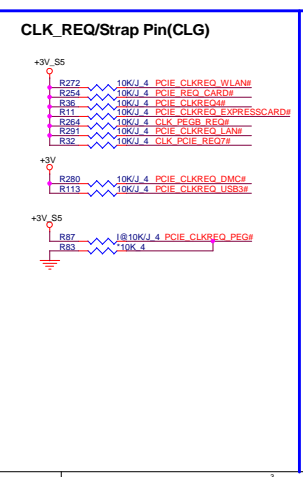 CLK_REQ/Strap Pin(CLG)
+3V_S5
R272 10K/J_4 PCIE_CLKREQ_WLAN#
R254 10K/J_4 PCIE_REQ_CARD#
R36 10K/J_4 PCIE_CLKREQ4#
R11 10K/J_4 PCIE_CLKREQ_EXPRESSCARD#
R264 10K/J_4 CLK_PEGB_REQ#
R291 10K/J_4 PCIE_CLKREQ_LAN#
R32 10K/J_4 CLK_PCIE_REQ7#
+3V
R280 10K/J_4 PCIE_CLKREQ_DMC#
R113 10K/J_4 PCIE_CLKREQ_USB3#
+3V_S5
R87 I@10K/J_4 PCIE_CLKREQ_PEG#
R83 *10K_4